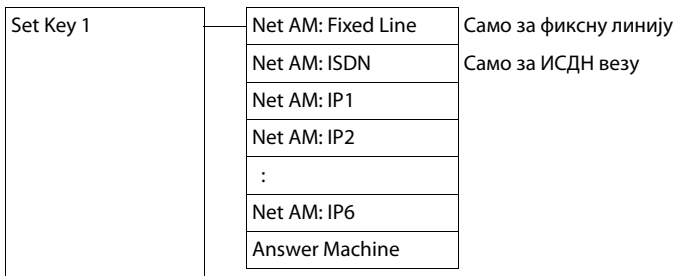 Set Key 1
Net AM: Fixed Line Само за фиксну линију
Net AM: ISDN Само за ИСДН везу
Net AM: IP1
Net AM: IP2
:
Net AM: IP6
Answer Machine